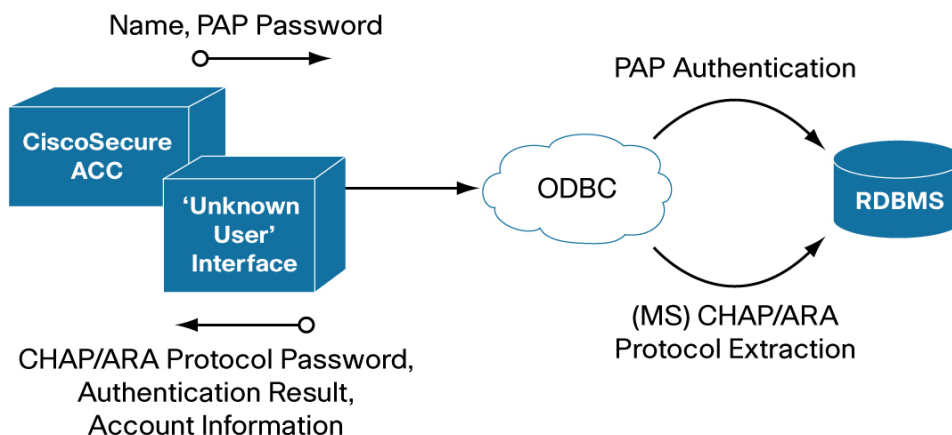 Name, PAP Password
CiscoSecure
ACC
'Unknown
User'
Interface
CHAP/ARA Protocol Password,
Authentication Result,
Account Information
ODBC
PAP Authentication
RDBMS
(MS) CHAP/ARA
Protocol Extraction